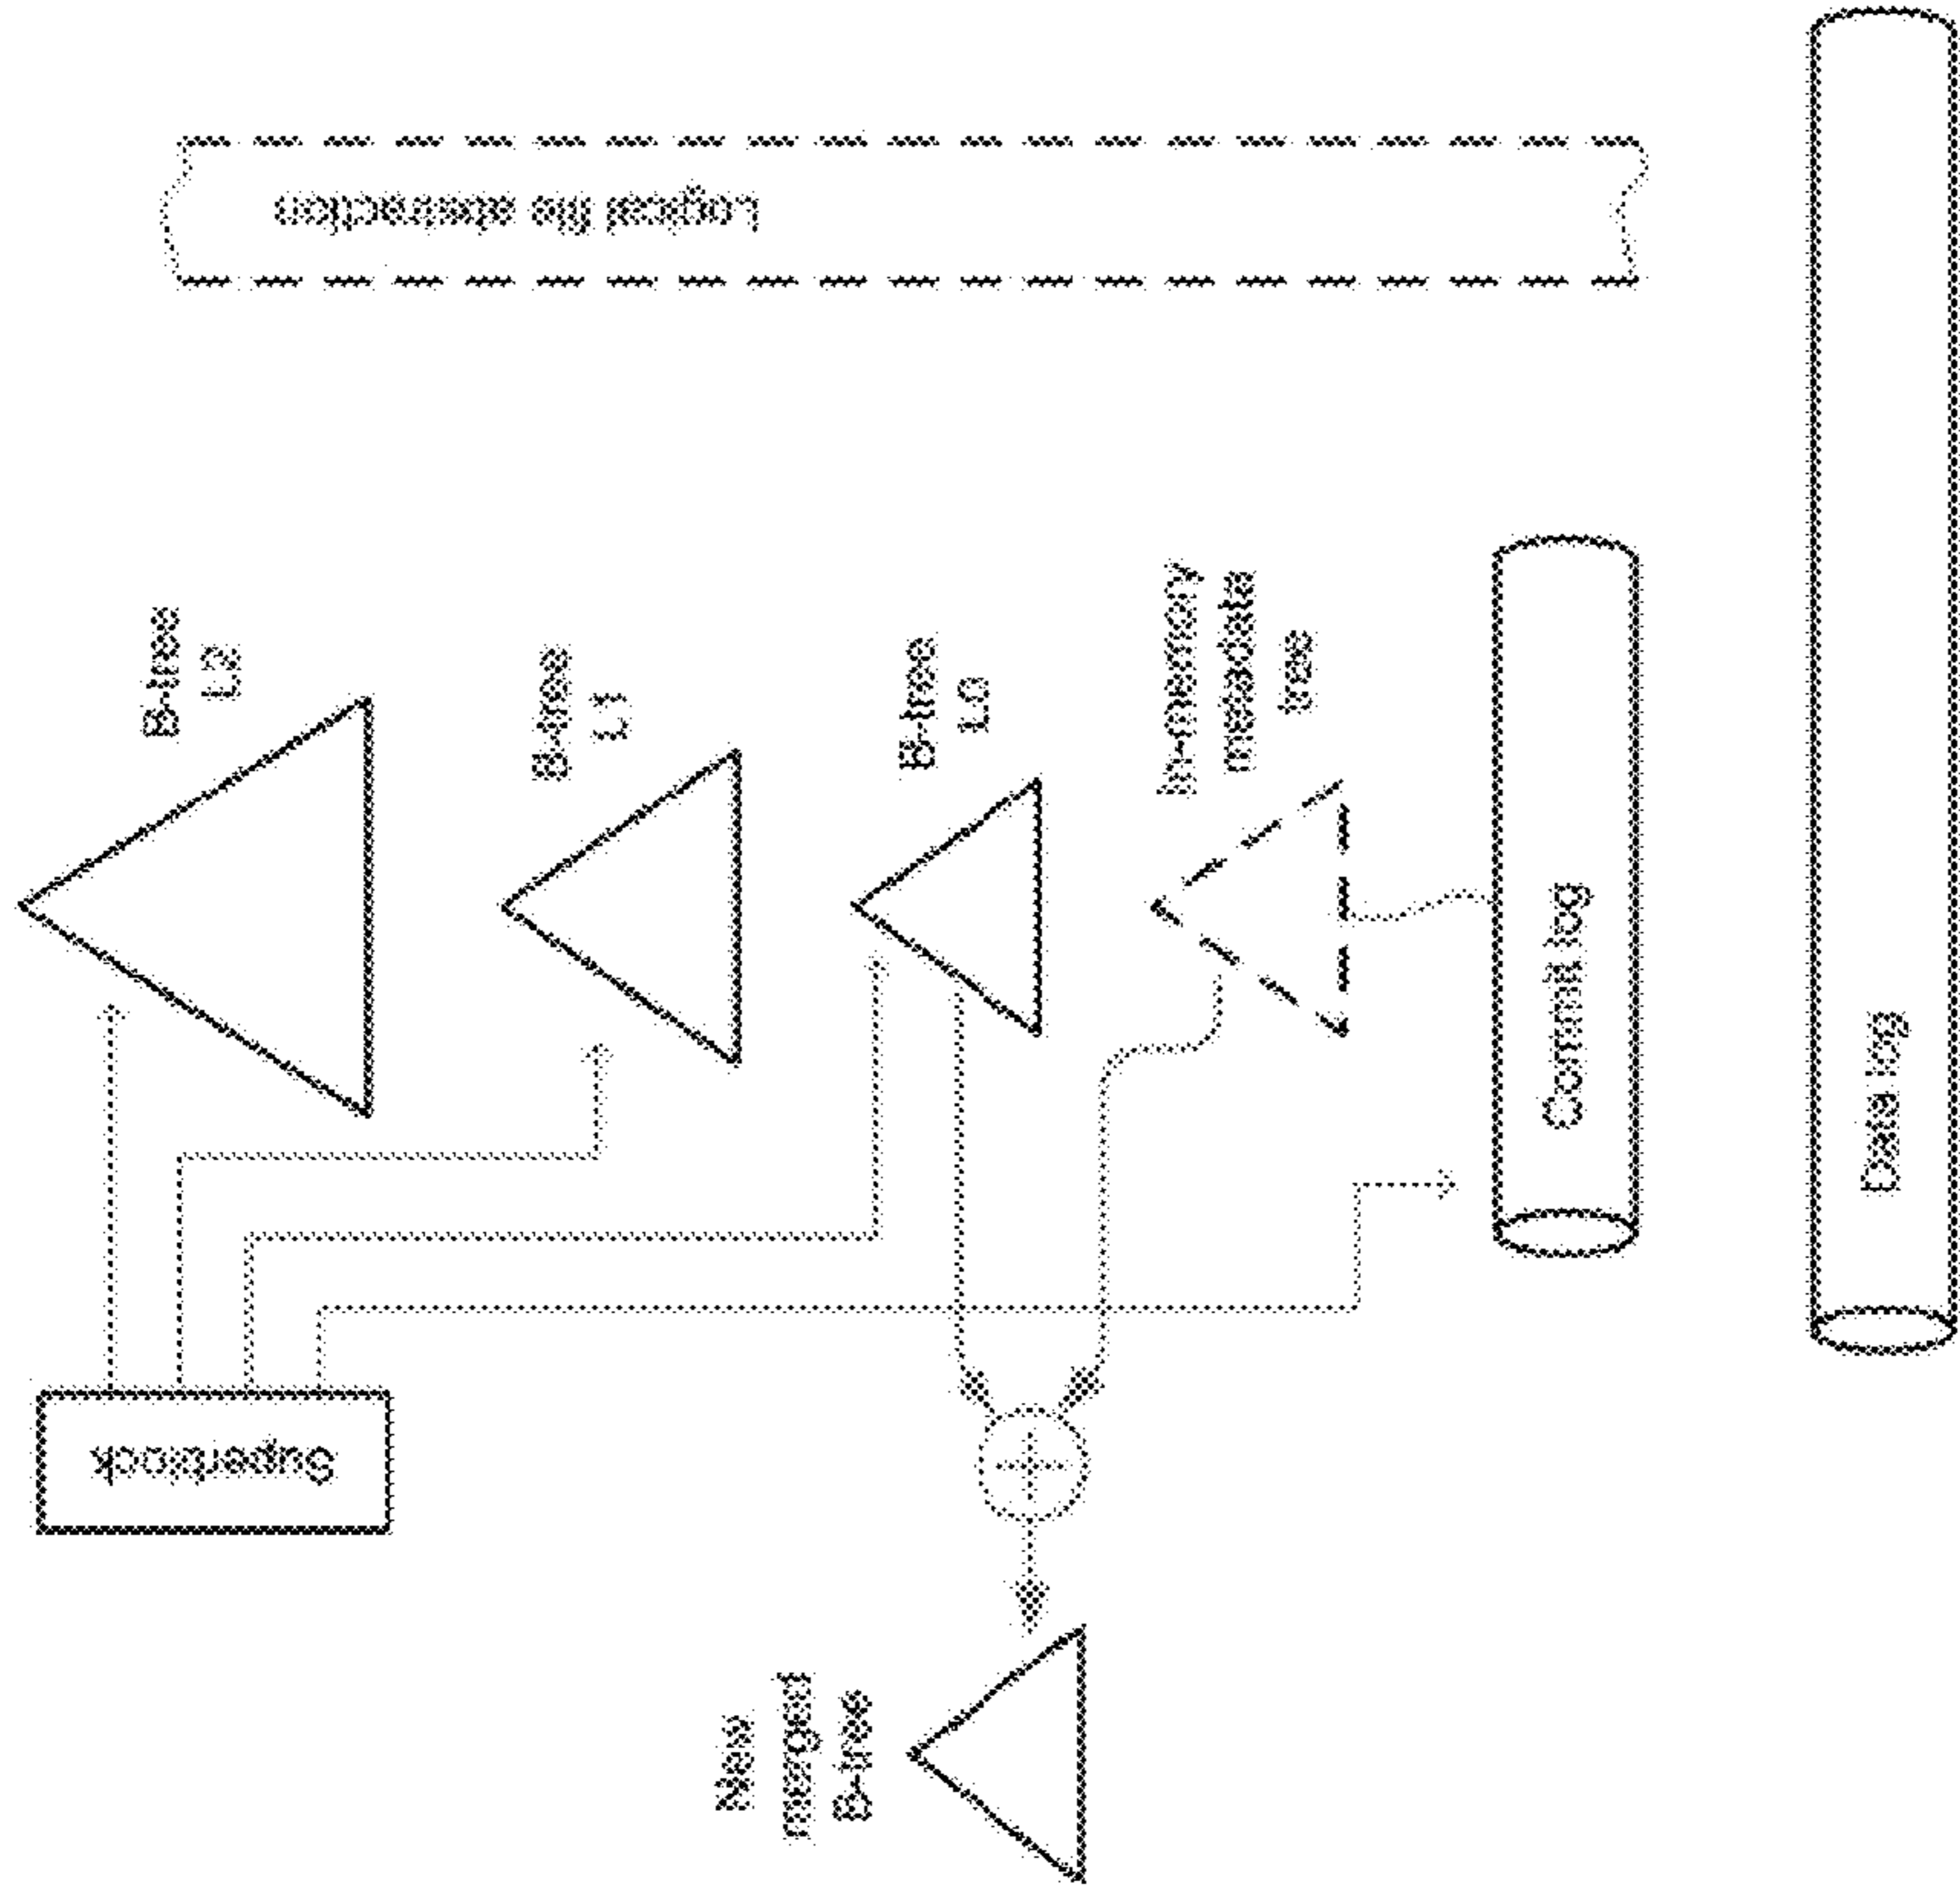 Logical file abstraction
B-tree
L2
B-tree
L1
B-tree
L0
In-memory
mutable
tree
Commit log
Data log
Superblock
New
merged
B-tree